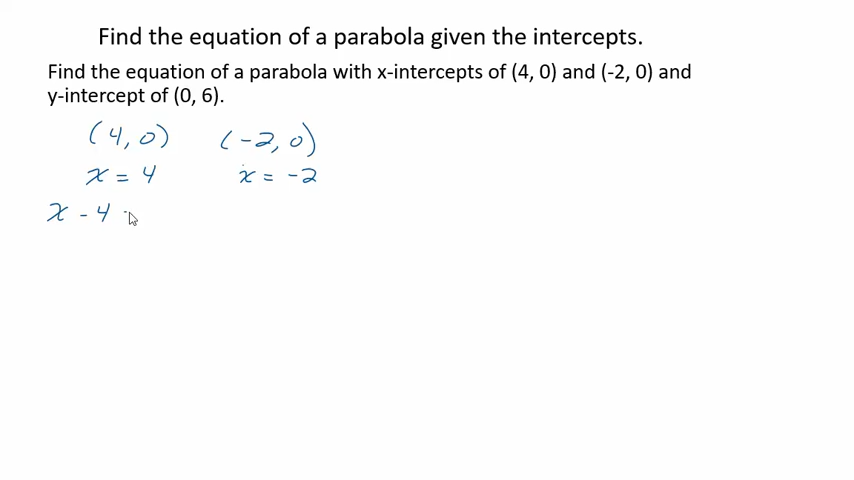 Find the equation of a parabola given the intercepts.
Find the equation of a parabola with x-intercepts of (4, 0) and (-2, 0) and
y-intercept of (0, 6).
(4, 0) (-2, 0)
x = 4 x = -2
x - 4